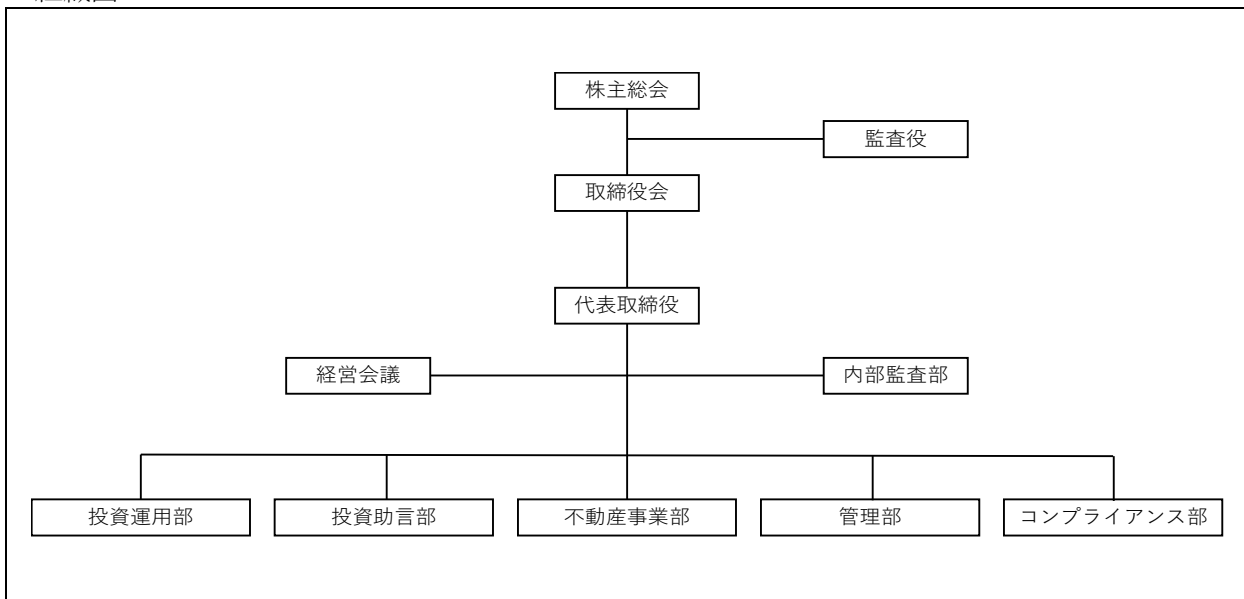 株主総会
監査役
取締役会
代表取締役
経営会議
内部監査部
投資運用部
投資助言部
不動産事業部
管理部
コンプライアンス部